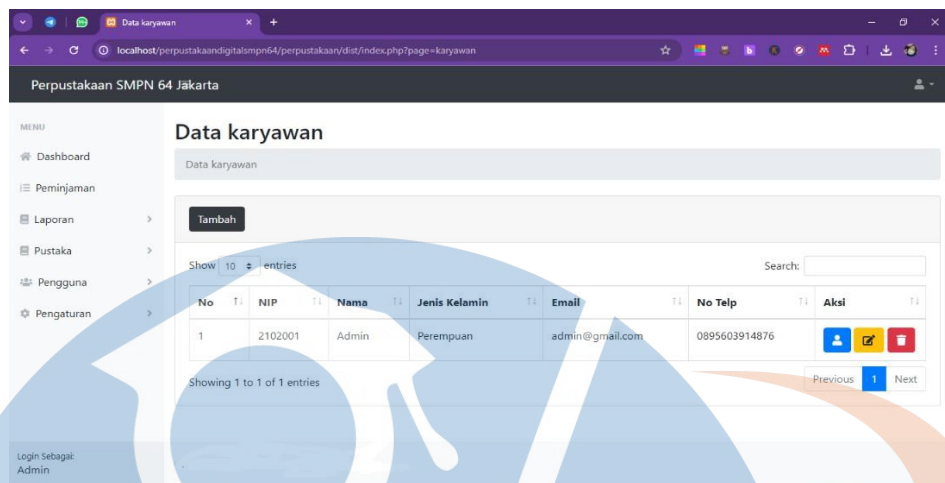 Data karyawan
localhost/perpustakaandigitalsmpn64/perpustakaan/dist/index.php?page=karyawan
Perpustakaan SMPN 64 Jakarta
MENU
Dashboard
Peminjaman
Laporan
Pustaka
Pengguna
Pengaturan
Data karyawan
Data karyawan
Tambah
Show 10 entries
Search:
No NIP Nama Jenis Kelamin Email No Telp Aksi
1 2102001 Admin Perempuan admin@gmail.com 0895603914876
Showing 1 to 1 of 1 entries
Previous 1 Next
Login Sebagai:
Admin